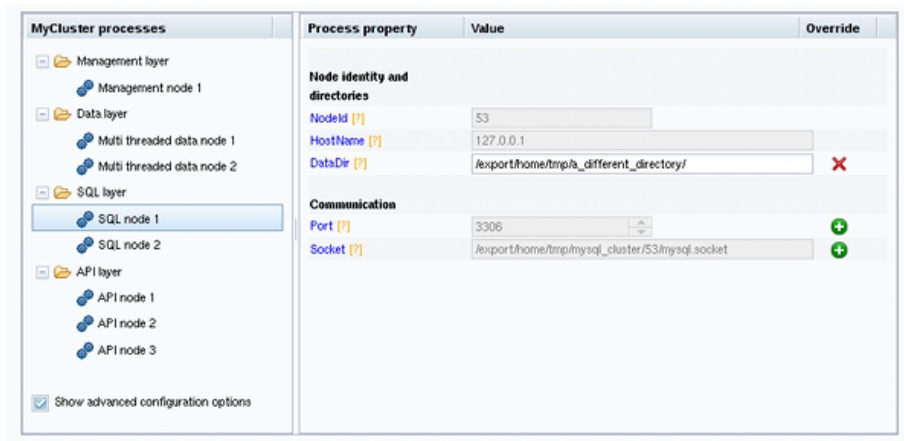 MyCluster processes
Management layer
Management node 1
Data layer
Multi threaded data node 1
Multi threaded data node 2
SQL layer
SQL node 1
SQL node 2
API layer
API node 1
API node 2
API node 3
Show advanced configuration options
Process property Value Override
Node identity and
directories
NodeId [?] 53
HostName [?] 127.0.0.1
DataDir [?] /export/home/tmp/a_different_directory/
Communication
Port [?] 3306
Socket [?] /export/home/tmp/mysql_cluster/53/mysql.socket